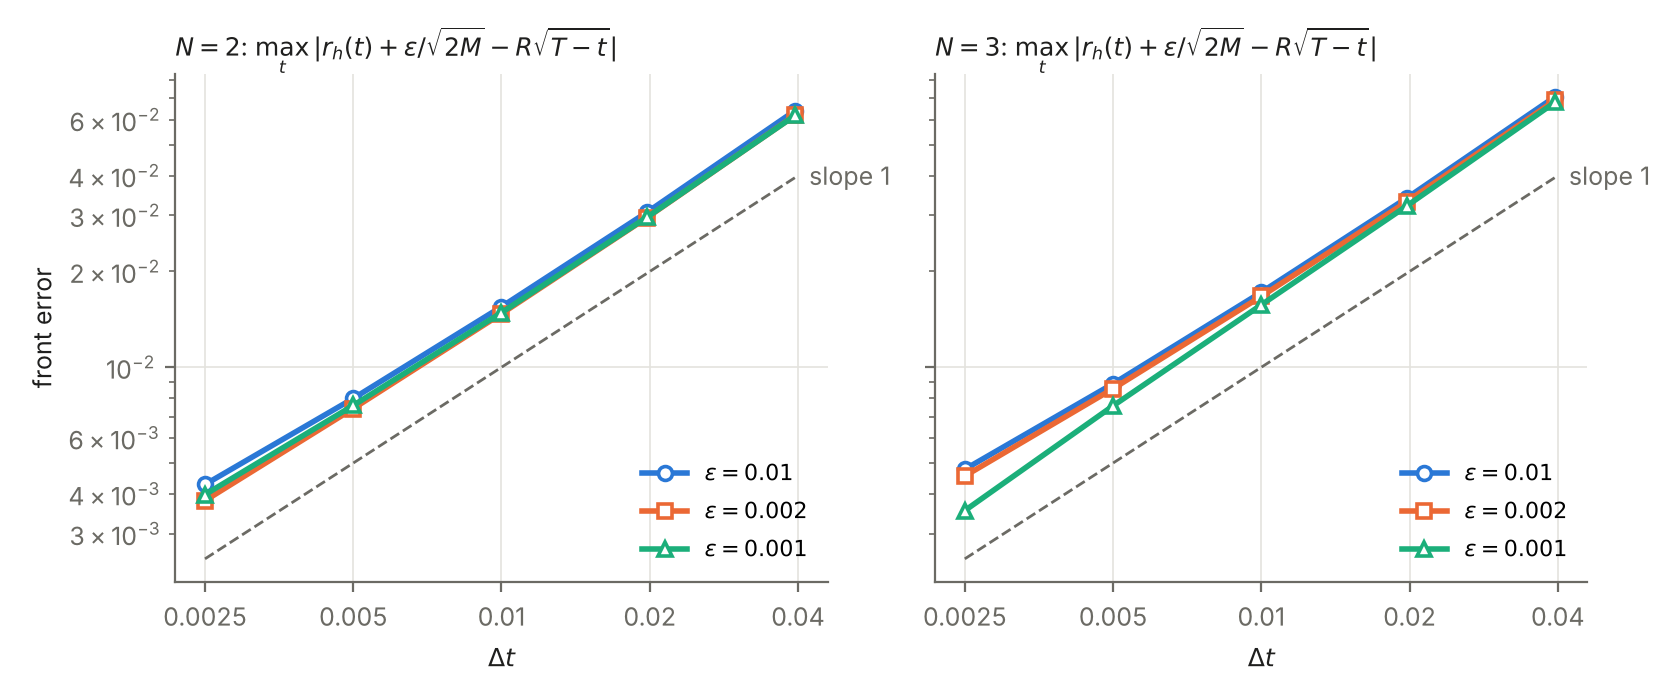 N = 2: max_t |r_h(t) + ε/√2M − R√T − t|
6 × 10⁻²
4 × 10⁻²
3 × 10⁻²
2 × 10⁻²
10⁻²
6 × 10⁻³
4 × 10⁻³
3 × 10⁻³
front error
slope 1
ε = 0.01
ε = 0.002
ε = 0.001
0.0025 0.005 0.01 0.02 0.04
Δt
N = 3: max_t |r_h(t) + ε/√2M − R√T − t|
slope 1
ε = 0.01
ε = 0.002
ε = 0.001
0.0025 0.005 0.01 0.02 0.04
Δt